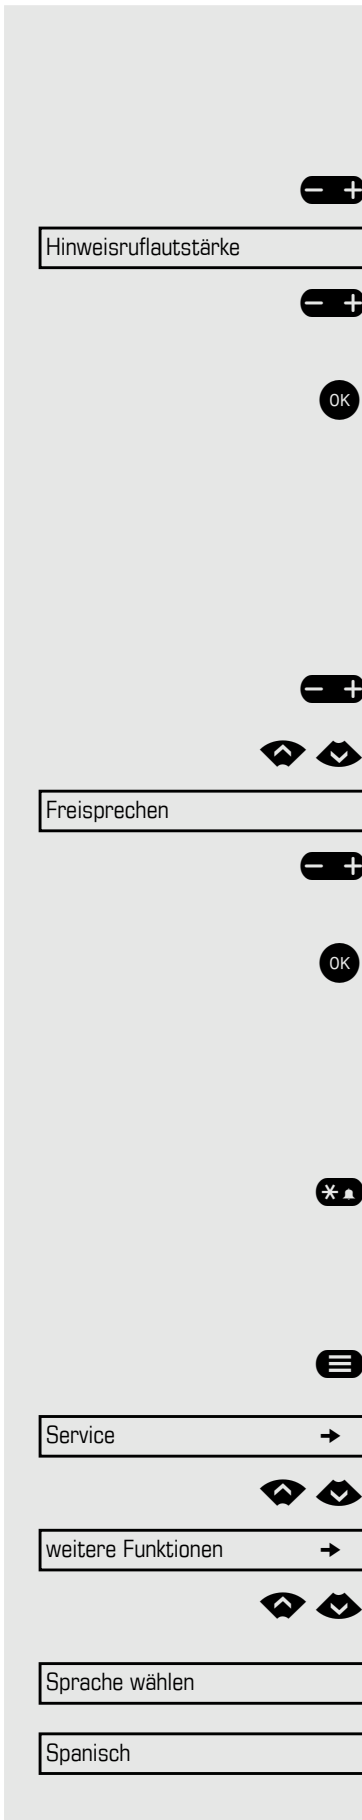 − +
Hinweisruflautstärke
− +
OK
− +
Freisprechen
− +
OK
*
Service →
weitere Funktionen →
Sprache wählen
Spanisch